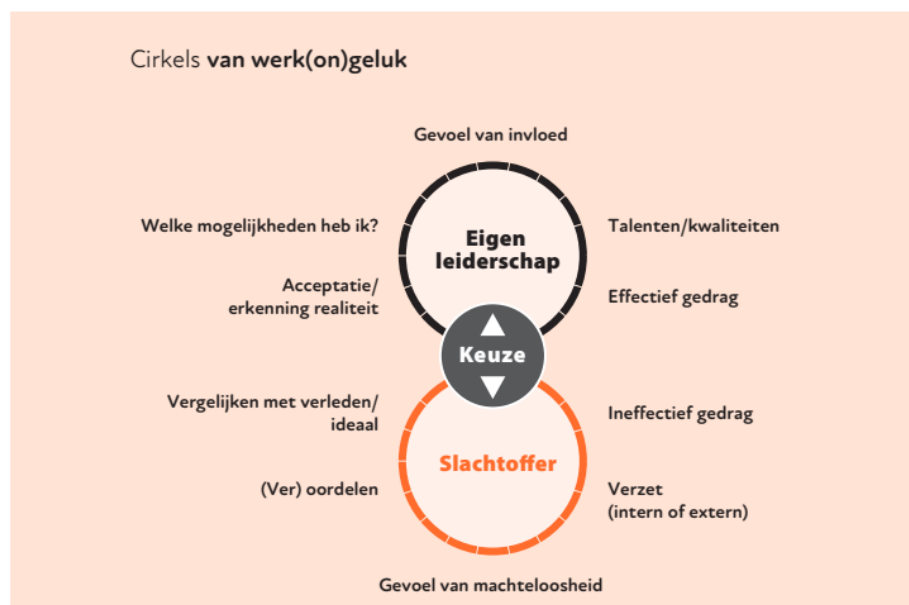 Cirkels van werk(on)geluk
Gevoel van invloed
Welke mogelijkheden heb ik?
Talenten/kwaliteiten
Eigen
leiderschap
Acceptatie/
erkenning realiteit
Effectief gedrag
Keuze
Vergelijken met verleden/
ideaal
Ineffectief gedrag
Slachtoffer
(Ver) oordelen
Verzet
(intern of extern)
Gevoel van machteloosheid